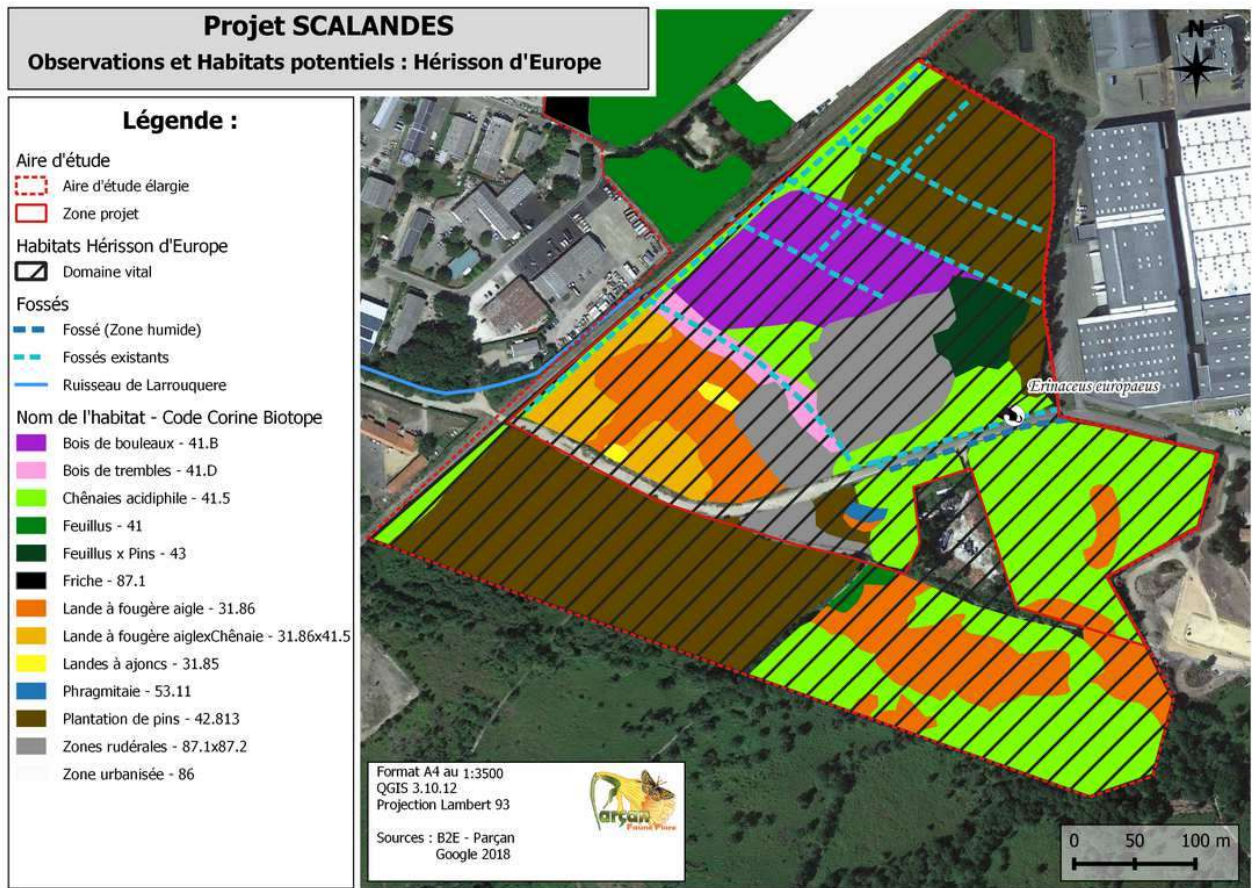 Projet SCALANDES
Observations et Habitats potentiels : Hérisson d'Europe
Légende :
Aire d'étude
Aire d'étude élargie
Zone projet
Habitats Hérisson d'Europe
Domaine vital
Fossés
Fossé (Zone humide)
Fossés existants
Ruisseau de Larrouquere
Nom de l'habitat - Code Corine Biotope
Bois de bouleaux - 41.B
Bois de trembles - 41.D
Chênaies acidiphile - 41.5
Feuillus - 41
Feuillus x Pins - 43
Friche - 87.1
Lande à fougère aigle - 31.86
Lande à fougère aiglexChênaie - 31.86x41.5
Landes à ajoncs - 31.85
Phragmitaie - 53.11
Plantation de pins - 42.813
Zones rudérales - 87.1x87.2
Zone urbanisée - 86
N
Erinaceus europaeus
Format A4 au 1:3500
QGIS 3.10.12
Projection Lambert 93
Sources : B2E - Parçan
Google 2018
Parçan
Faune Flore
0 50 100 m